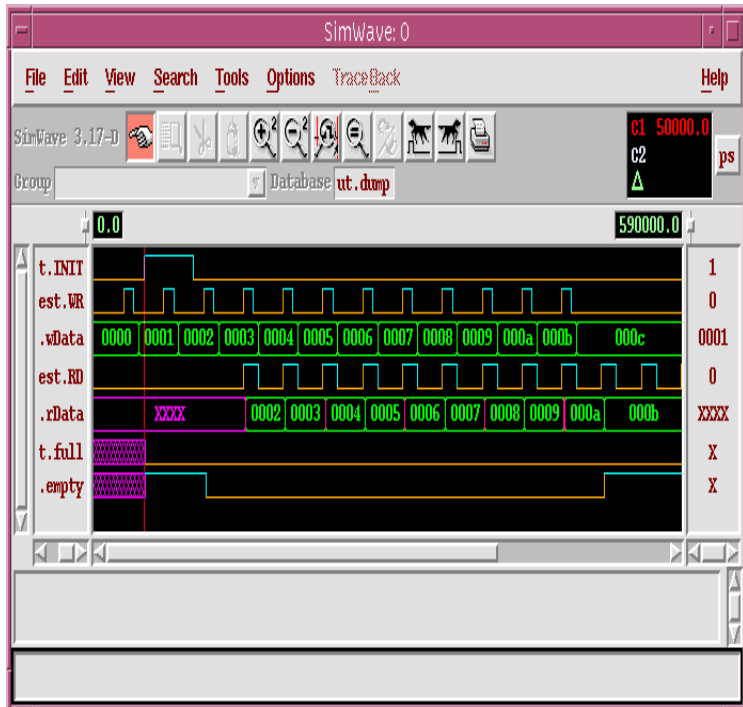 SimWave: 0
File Edit View Search Tools Options TraceBack Help
SimWave 3.17-D
C1 50000.0
C2
Δ
ps
Group
Database ut.dump
0.0 590000.0
t.INIT 1
est.WR 0
.wData 0000 0001 0002 0003 0004 0005 0006 0007 0008 0009 000a 000b 000c 0001
est.RD 0
.rData XXXX 0002 0003 0004 0005 0006 0007 0008 0009 000a 000b XXXX
t.full X
.empty X